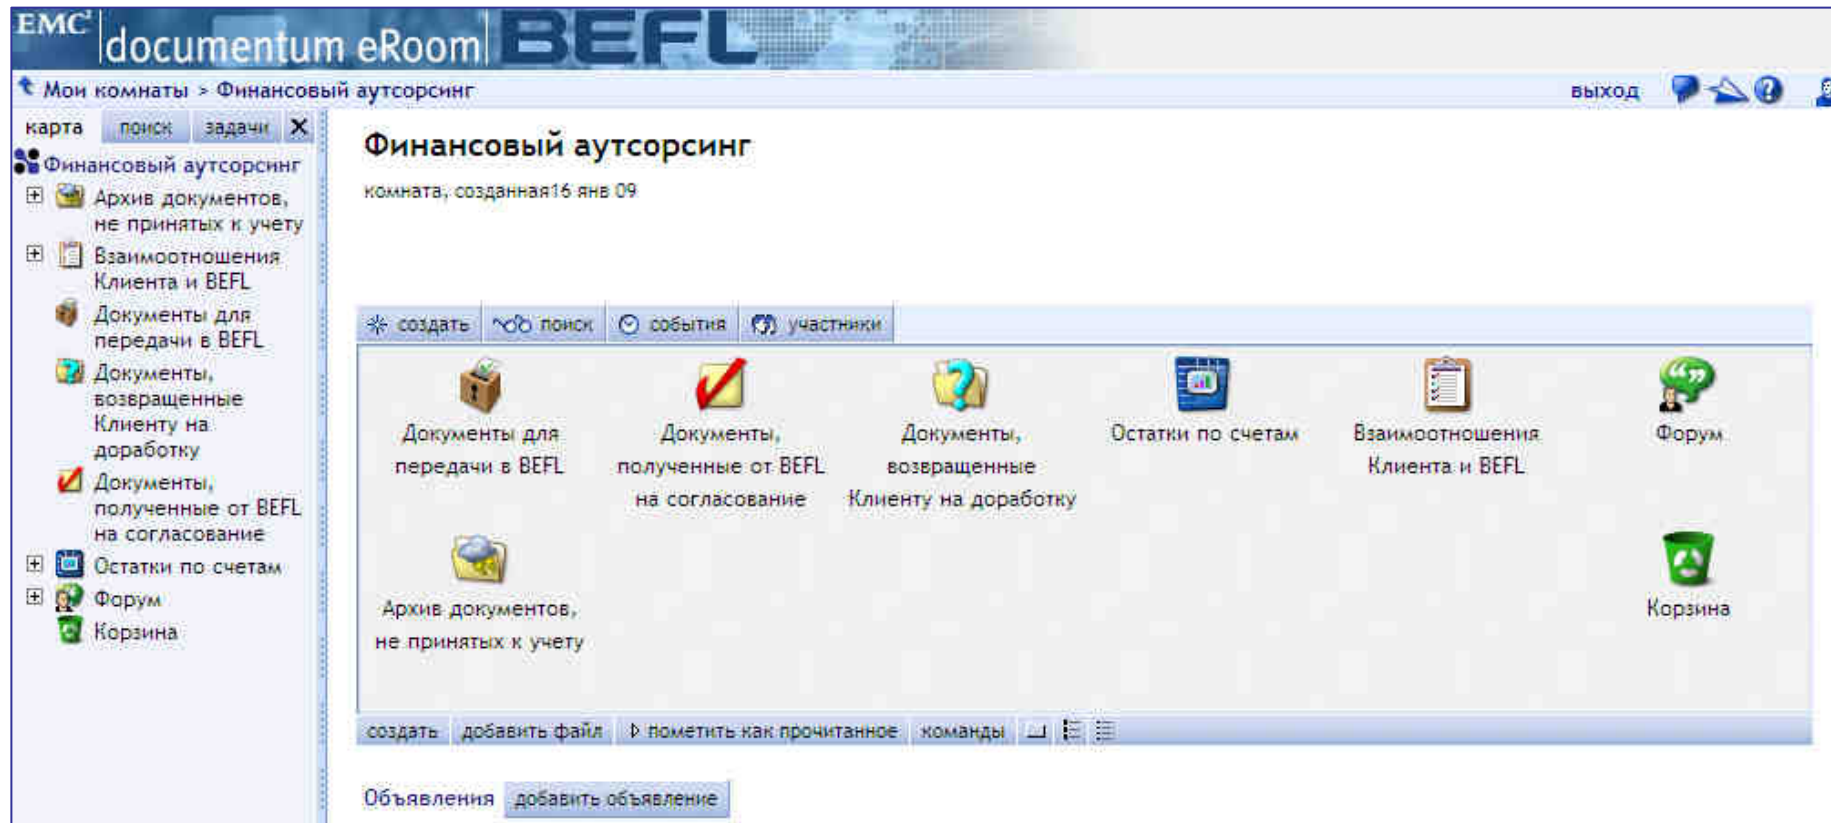 EMC²
documentum eRoom BEFL
Мои комнаты > Финансовый аутсорсинг
выход
карта поиск задачи X
Финансовый аутсорсинг
Архив документов,
не принятых к учету
Взаимоотношения
Клиента и BEFL
Документы для
передачи в BEFL
Документы,
возвращенные
Клиенту на
доработку
Документы,
полученные от BEFL
на согласование
Остатки по счетам
Форум
Корзина
Финансовый аутсорсинг
комната, созданная16 янв 09
создать поиск события участники
Документы для
передачи в BEFL
Документы,
полученные от BEFL
на согласование
Документы,
возвращенные
Клиенту на доработку
Остатки по счетам
Взаимоотношения
Клиента и BEFL
Форум
Архив документов,
не принятых к учету
Корзина
создать добавить файл пометить как прочитанное команды
Объявления добавить объявление